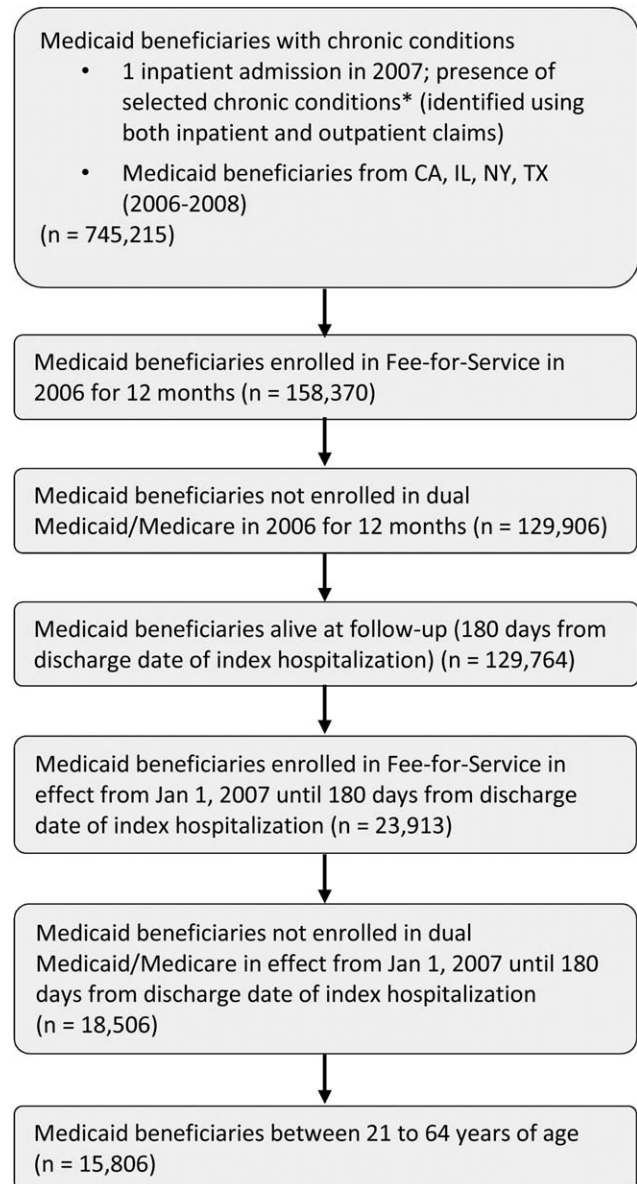 Medicaid beneficiaries with chronic conditions
• 1 inpatient admission in 2007; presence of
selected chronic conditions* (identified using
both inpatient and outpatient claims)
• Medicaid beneficiaries from CA, IL, NY, TX
(2006-2008)
(n = 745,215)
Medicaid beneficiaries enrolled in Fee-for-Service in
2006 for 12 months (n = 158,370)
Medicaid beneficiaries not enrolled in dual
Medicaid/Medicare in 2006 for 12 months (n = 129,906)
Medicaid beneficiaries alive at follow-up (180 days from
discharge date of index hospitalization) (n = 129,764)
Medicaid beneficiaries enrolled in Fee-for-Service in
effect from Jan 1, 2007 until 180 days from discharge
date of index hospitalization (n = 23,913)
Medicaid beneficiaries not enrolled in dual
Medicaid/Medicare in effect from Jan 1, 2007 until 180
days from discharge date of index hospitalization
(n = 18,506)
Medicaid beneficiaries between 21 to 64 years of age
(n = 15,806)